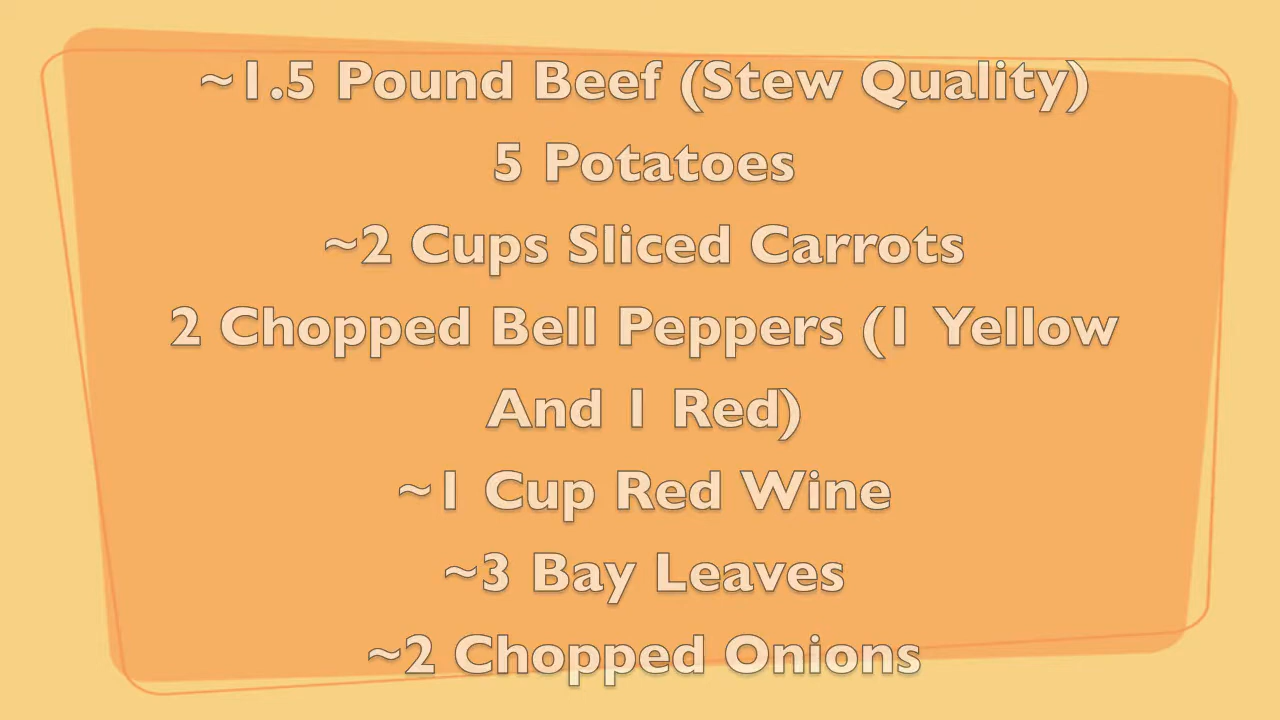 ~1.5 Pound Beef (Stew Quality)
5 Potatoes
~2 Cups Sliced Carrots
2 Chopped Bell Peppers (1 Yellow
And 1 Red)
~1 Cup Red Wine
~3 Bay Leaves
~2 Chopped Onions